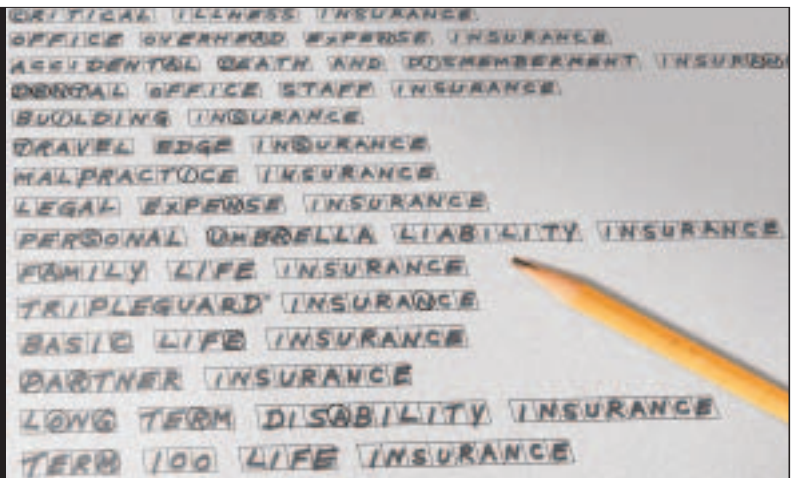 CRITICAL ILLNESS INSURANCE
OFFICE OVERHEAD EXPENSE INSURANCE
ACCIDENTAL DEATH AND DISMEMBERMENT
DENTAL OFFICE STAFF INSURANCE
BUILDING INSURANCE
TRAVEL EDGE INSURANCE
MALPRACTICE INSURANCE
LEGAL EXPENSE INSURANCE
PERSONAL UMBRELLA LIABILITY INSURANCE
FAMILY LIFE INSURANCE
TRIPLEGUARD™ INSURANCE
BASIC LIFE INSURANCE
PARTNER INSURANCE
LONG TERM DISABILITY INSURANCE
TERM 100 LIFE INSURANCE